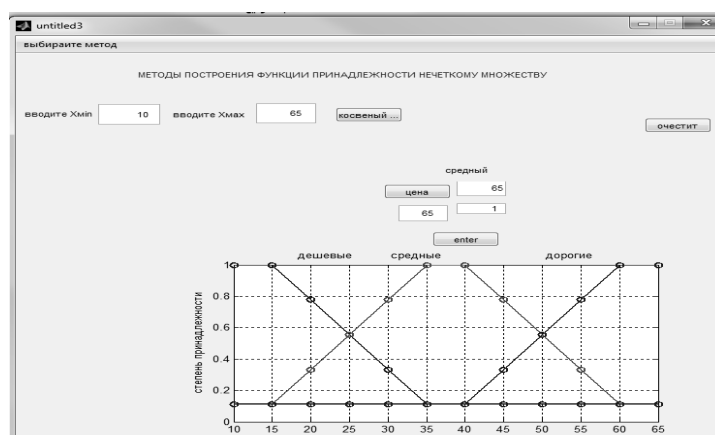 untitled3
выбираите метод
МЕТОДЫ ПОСТРОЕНИЯ ФУНКЦИИ ПРИНАДЛЕЖНОСТИ НЕЧЕТКОМУ МНОЖЕСТВУ
вводите Xмin 10 вводите Xмах 65 косвеный ...
очестит
средный
цена 65
65 1
enter
дешевые средные дорогие
степень принадлежности
1
0.8
0.6
0.4
0.2
0
10 15 20 25 30 35 40 45 50 55 60 65